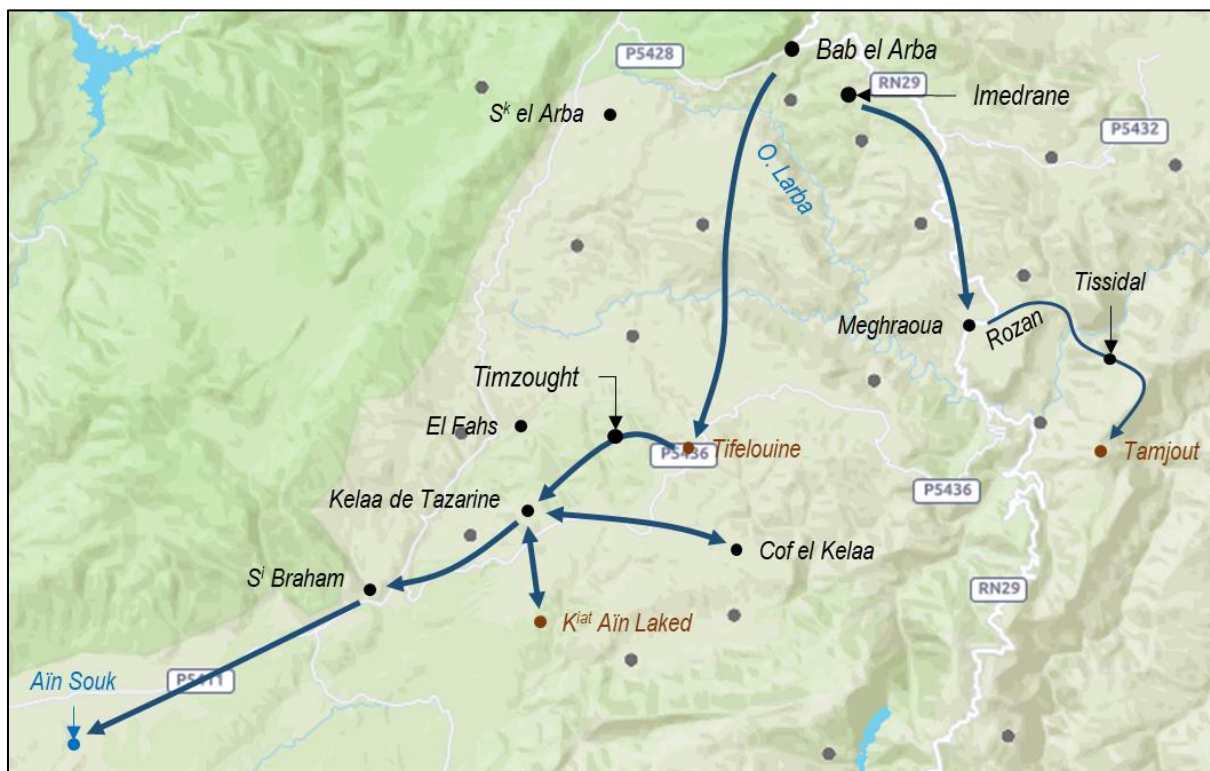 P5428
Bab el Arba
RN29
Imedrane
Sᵏ el Arba
P5432
O. Larba
Tissidal
Meghraoua
Rozan
Timzought
El Fahs
P5436
Tifelouine
Tamjout
P5436
Kelaa de Tazarine
Cof el Kelaa
Sⁱ Braham
RN29
Kⁱᵃᵗ Aïn Laked
Aïn Souk
P5411